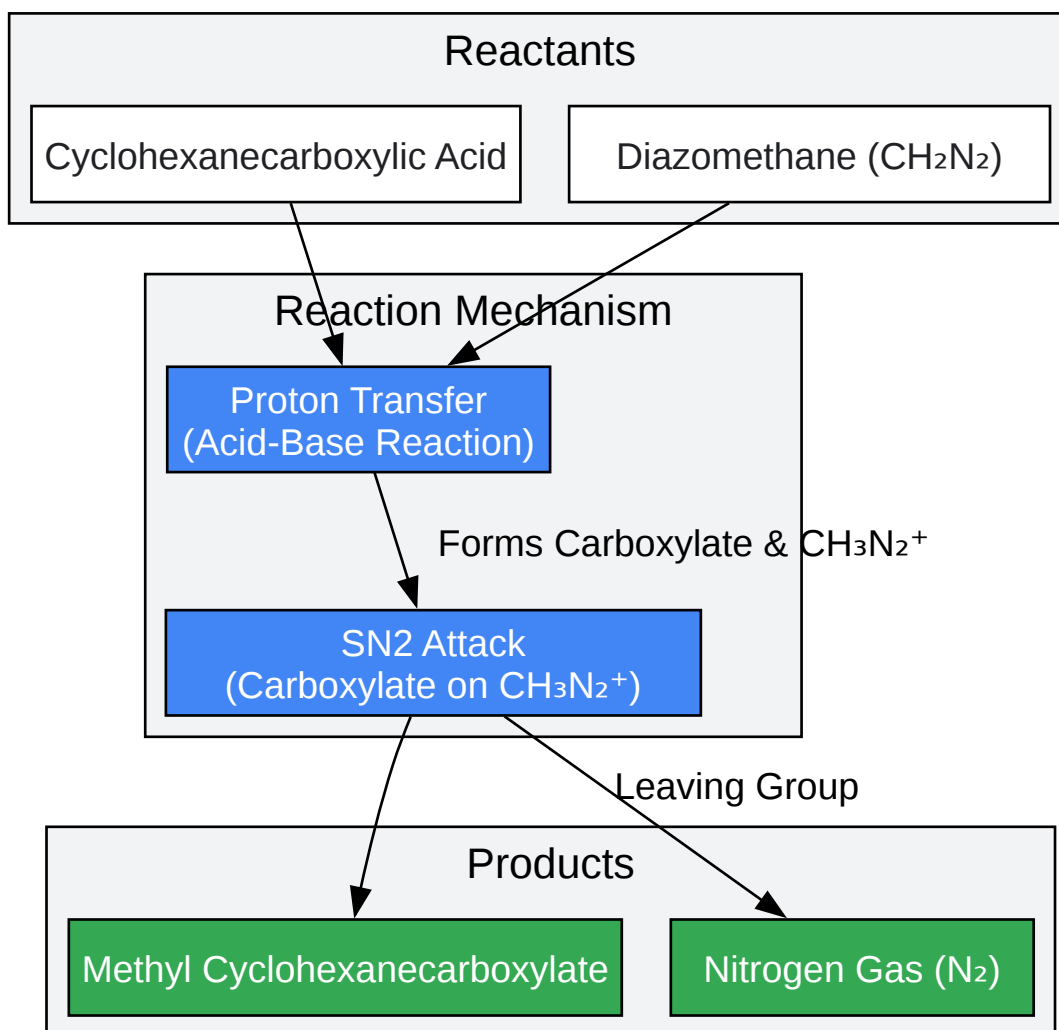 Reactants
Cyclohexanecarboxylic Acid
Diazomethane (CH₂N₂)
Reaction Mechanism
Proton Transfer
(Acid-Base Reaction)
Forms Carboxylate & CH₃N₂⁺
SN2 Attack
(Carboxylate on CH₃N₂⁺)
Leaving Group
Products
Methyl Cyclohexanecarboxylate
Nitrogen Gas (N₂)